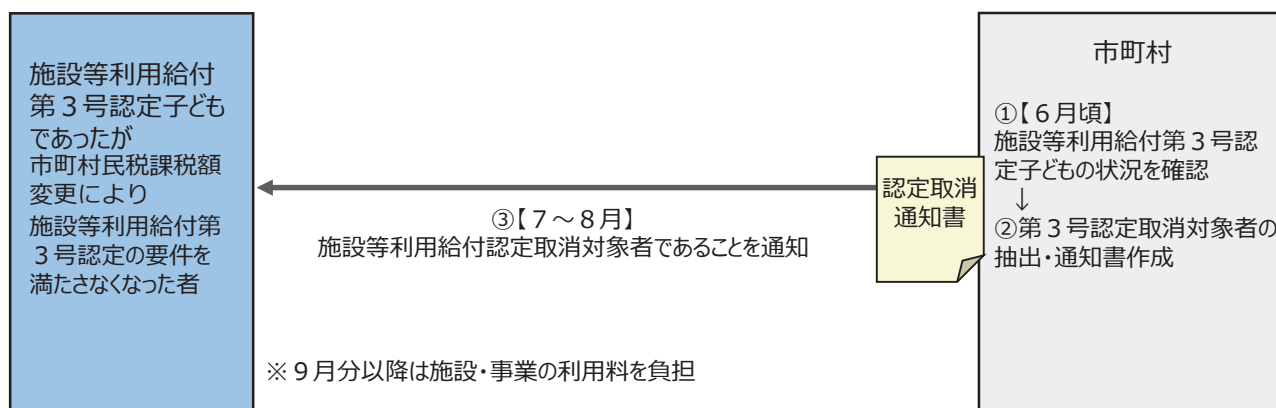 施設等利用給付
第３号認定子ども
であったが
市町村民税課税額
変更により
施設等利用給付第
３号認定の要件を
満たさなくなった者
③【７～８月】
施設等利用給付認定取消対象者であることを通知
※９月分以降は施設・事業の利用料を負担
認定取消
通知書
市町村
①【６月頃】
施設等利用給付第３号認
定子どもの状況を確認
↓
②第３号認定取消対象者の
抽出・通知書作成